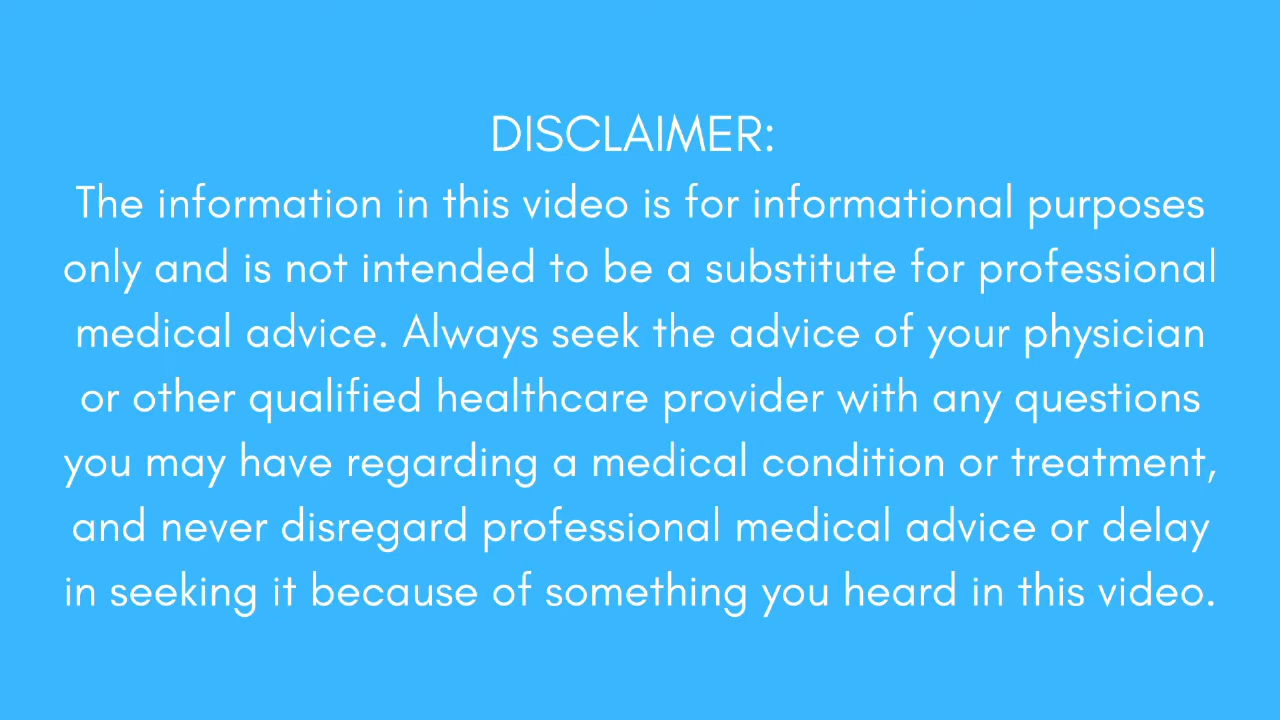 DISCLAIMER:
The information in this video is for informational purposes
only and is not intended to be a substitute for professional
medical advice. Always seek the advice of your physician
or other qualified healthcare provider with any questions
you may have regarding a medical condition or treatment,
and never disregard professional medical advice or delay
in seeking it because of something you heard in this video.